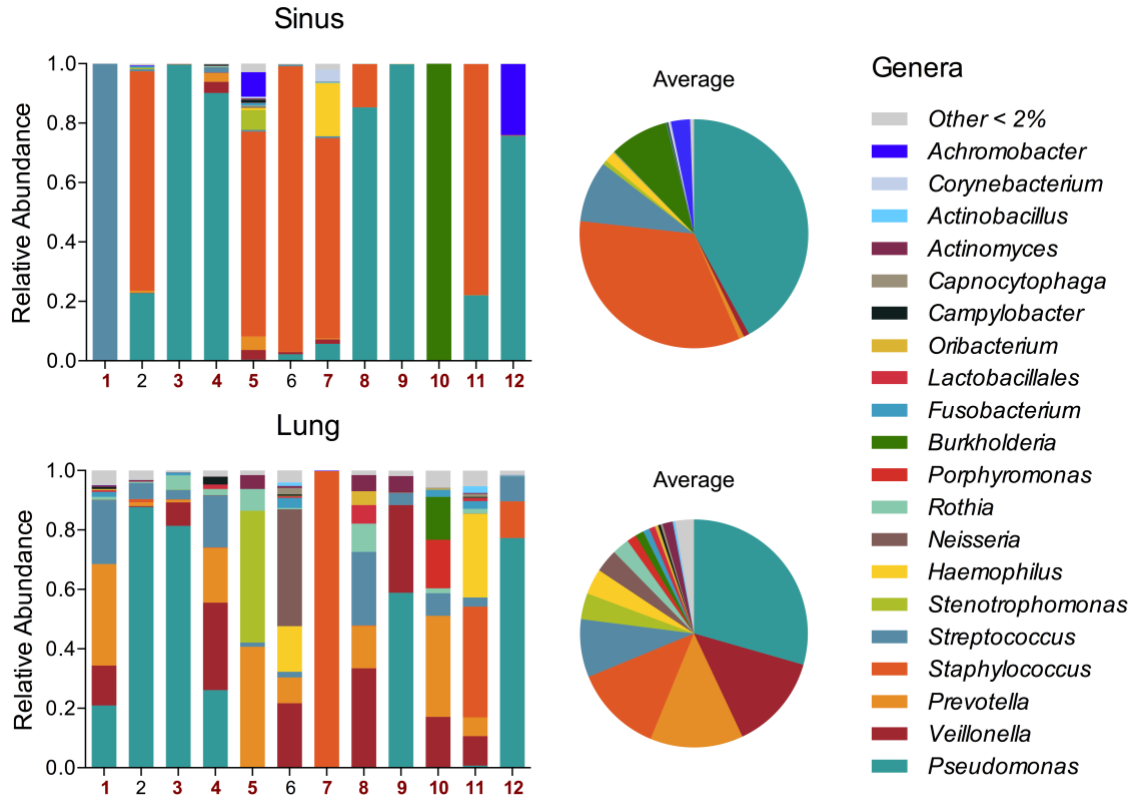 Sinus
Relative Abundance
1.0
0.8
0.6
0.4
0.2
0.0
1 2 3 4 5 6 7 8 9 10 11 12
Average
Lung
Relative Abundance
1.0
0.8
0.6
0.4
0.2
0.0
1 2 3 4 5 6 7 8 9 10 11 12
Average
Genera
Other < 2%
Achromobacter
Corynebacterium
Actinobacillus
Actinomyces
Capnocytophaga
Campylobacter
Oribacterium
Lactobacillales
Fusobacterium
Burkholderia
Porphyromonas
Rothia
Neisseria
Haemophilus
Stenotrophomonas
Streptococcus
Staphylococcus
Prevotella
Veillonella
Pseudomonas